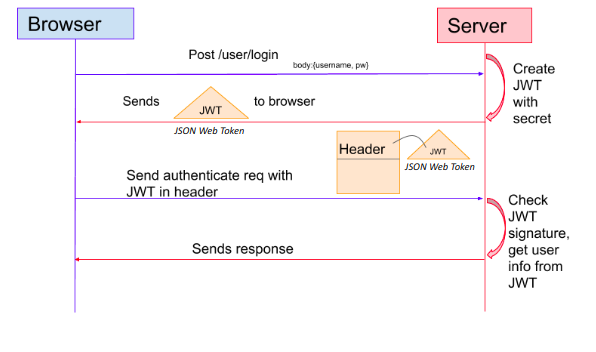 Browser
Server
Post /user/login
body:{username, pw}
Create
JWT
with
secret
Sends
JWT
to browser
JSON Web Token
Header
JWT
JSON Web Token
Send authenticate req with
JWT in header
Check
JWT
signature,
get user
info from
JWT
Sends response